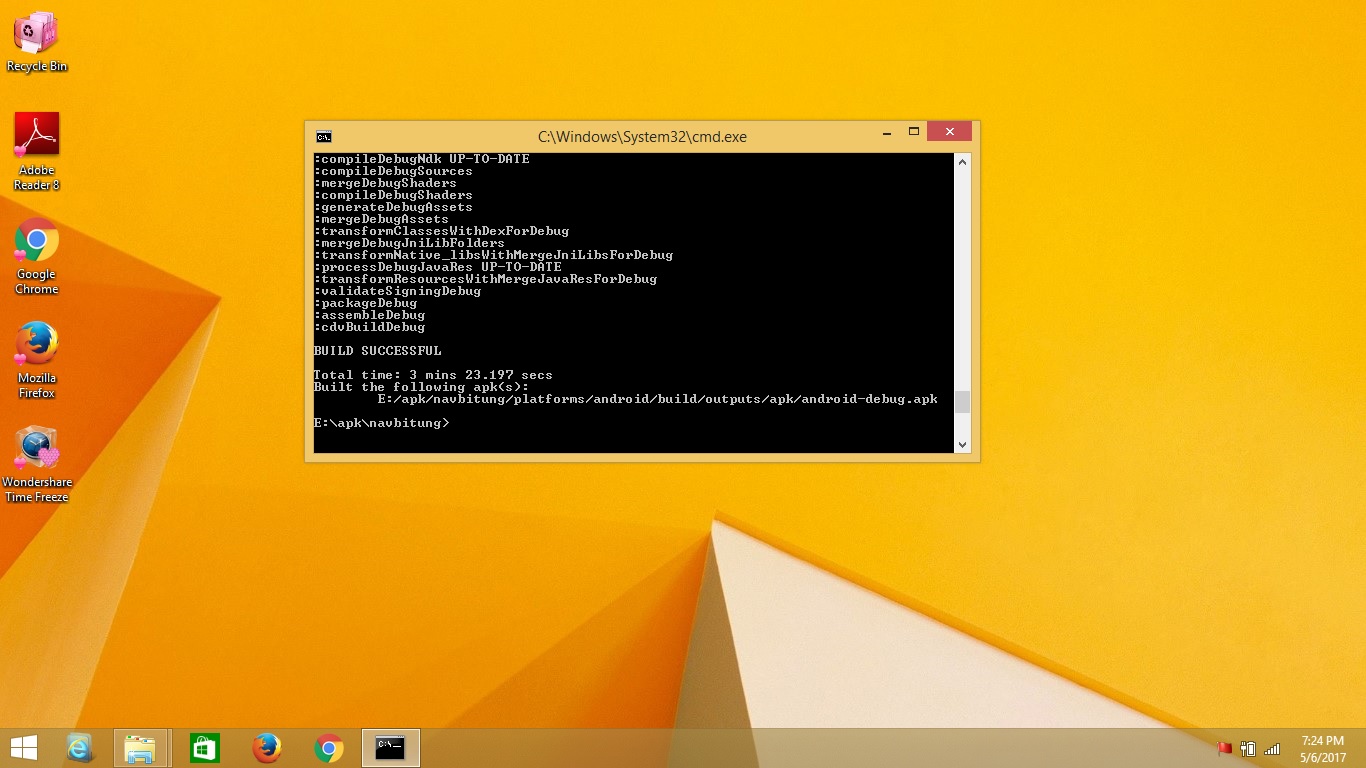 Recycle Bin
Adobe
Reader 8
Google
Chrome
Mozilla
Firefox
Wondershare
Time Freeze
C:\Windows\System32\cmd.exe
:compileDebugNdk UP-TO-DATE
:compileDebugSources
:mergeDebugShaders
:compileDebugShaders
:generateDebugAssets
:mergeDebugAssets
:transformClassesWithDexForDebug
:mergeDebugJniLibFolders
:transformNative_libsWithMergeJniLibsForDebug
:processDebugJavaRes UP-TO-DATE
:transformResourcesWithMergeJavaResForDebug
:validateSigningDebug
:packageDebug
:assembleDebug
:cdvBuildDebug
BUILD SUCCESSFUL
Total time: 3 mins 23.197 secs
Built the following apk(s):
E:/apk/navbitung/platforms/android/build/outputs/apk/android-debug.apk
E:\apk\navbitung>
7:24 PM
5/6/2017